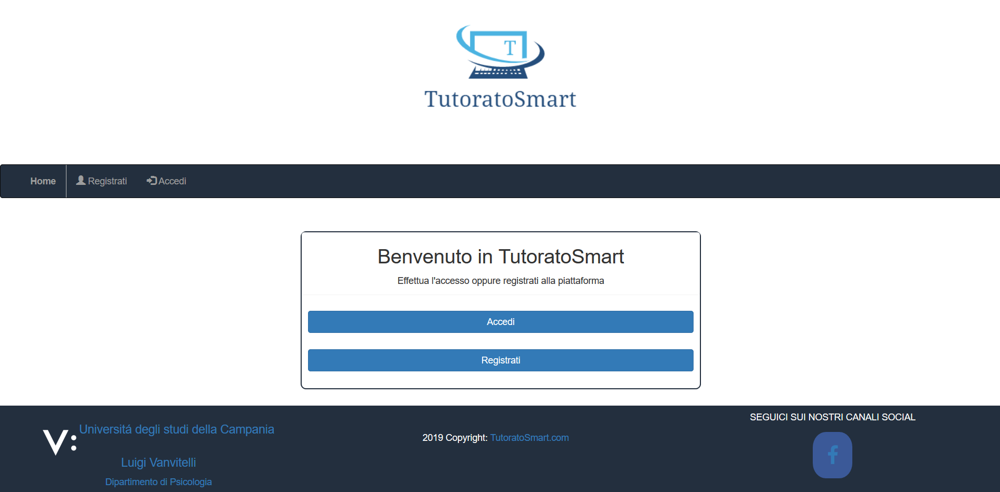 T
TutoratoSmart
Home
Registrati
Accedi
Benvenuto in TutoratoSmart
Effettua l'accesso oppure registrati alla piattaforma
Accedi
Registrati
V:
Universitá degli studi della Campania
Luigi Vanvitelli
Dipartimento di Psicologia
2019 Copyright: TutoratoSmart.com
SEGUICI SUI NOSTRI CANALI SOCIAL
f